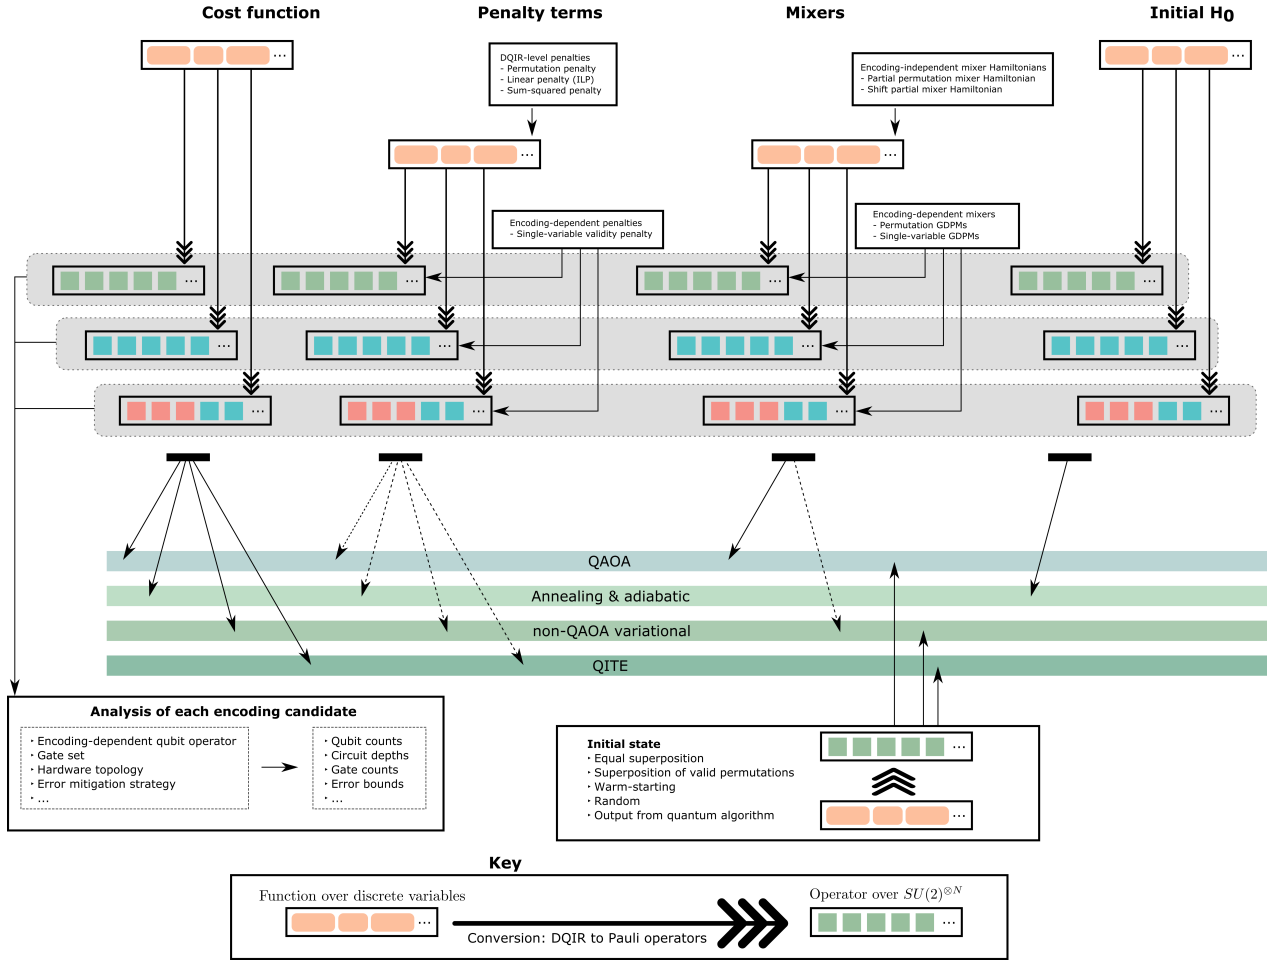 Cost function
Penalty terms
Mixers
Initial H0
...
...
DQIR-level penalties
- Permutation penalty
- Linear penalty (ILP)
- Sum-squared penalty
Encoding-independent mixer Hamiltonians
- Partial permutation mixer Hamiltonian
- Shift partial mixer Hamiltonian
...
...
Encoding-dependent penalties
- Single-variable validity penalty
Encoding-dependent mixers
- Permutation GDPMs
- Single-variable GDPMs
...
...
...
...
...
...
...
...
...
...
...
...
QAOA
Annealing & adiabatic
non-QAOA variational
QITE
Analysis of each encoding candidate
‣ Encoding-dependent qubit operator
‣ Gate set
‣ Hardware topology
‣ Error mitigation strategy
‣ ...
‣ Qubit counts
‣ Circuit depths
‣ Gate counts
‣ Error bounds
‣ ...
Initial state
‣ Equal superposition
‣ Superposition of valid permutations
‣ Warm-starting
‣ Random
‣ Output from quantum algorithm
...
...
Key
Function over discrete variables
...
Conversion: DQIR to Pauli operators
Operator over SU(2)⊗N
...